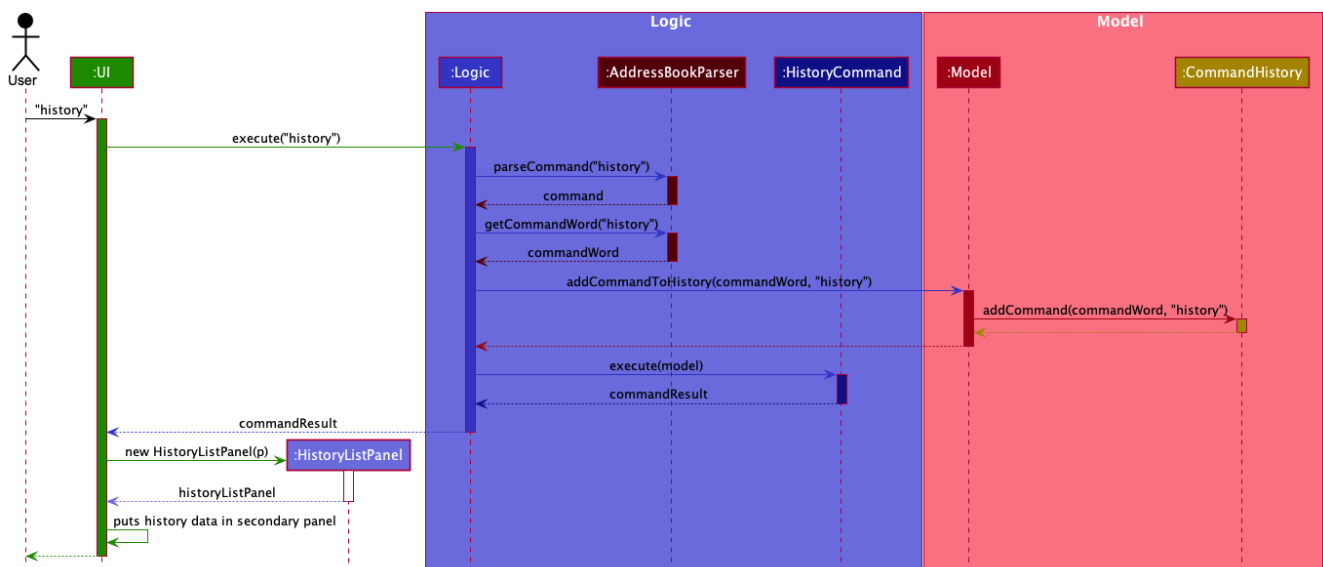 Logic
Model
User
:UI
:Logic
:AddressBookParser
:HistoryCommand
:Model
:CommandHistory
"history"
execute("history")
parseCommand("history")
command
getCommandWord("history")
commandWord
addCommandToHistory(commandWord, "history")
addCommand(commandWord, "history")
execute(model)
commandResult
commandResult
new HistoryListPanel(p)
:HistoryListPanel
historyListPanel
puts history data in secondary panel